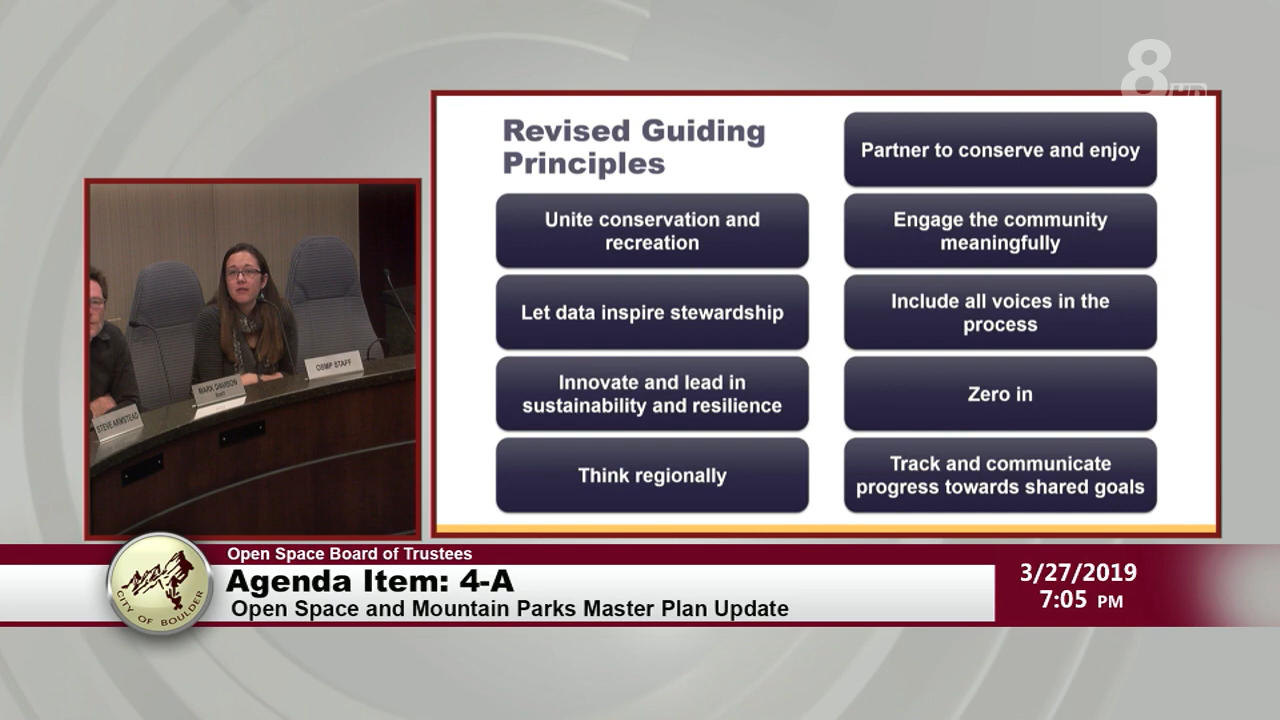 8
HD
Revised Guiding
Principles
Unite conservation and
recreation
Let data inspire stewardship
Innovate and lead in
sustainability and resilience
Think regionally
Partner to conserve and enjoy
Engage the community
meaningfully
Include all voices in the
process
Zero in
Track and communicate
progress towards shared goals
STEVE ARMSTEAD
MARK DAVISON
OSMP STAFF
Open Space Board of Trustees
Agenda Item: 4-A
Open Space and Mountain Parks Master Plan Update
CITY OF BOULDER
3/27/2019
7:05 PM